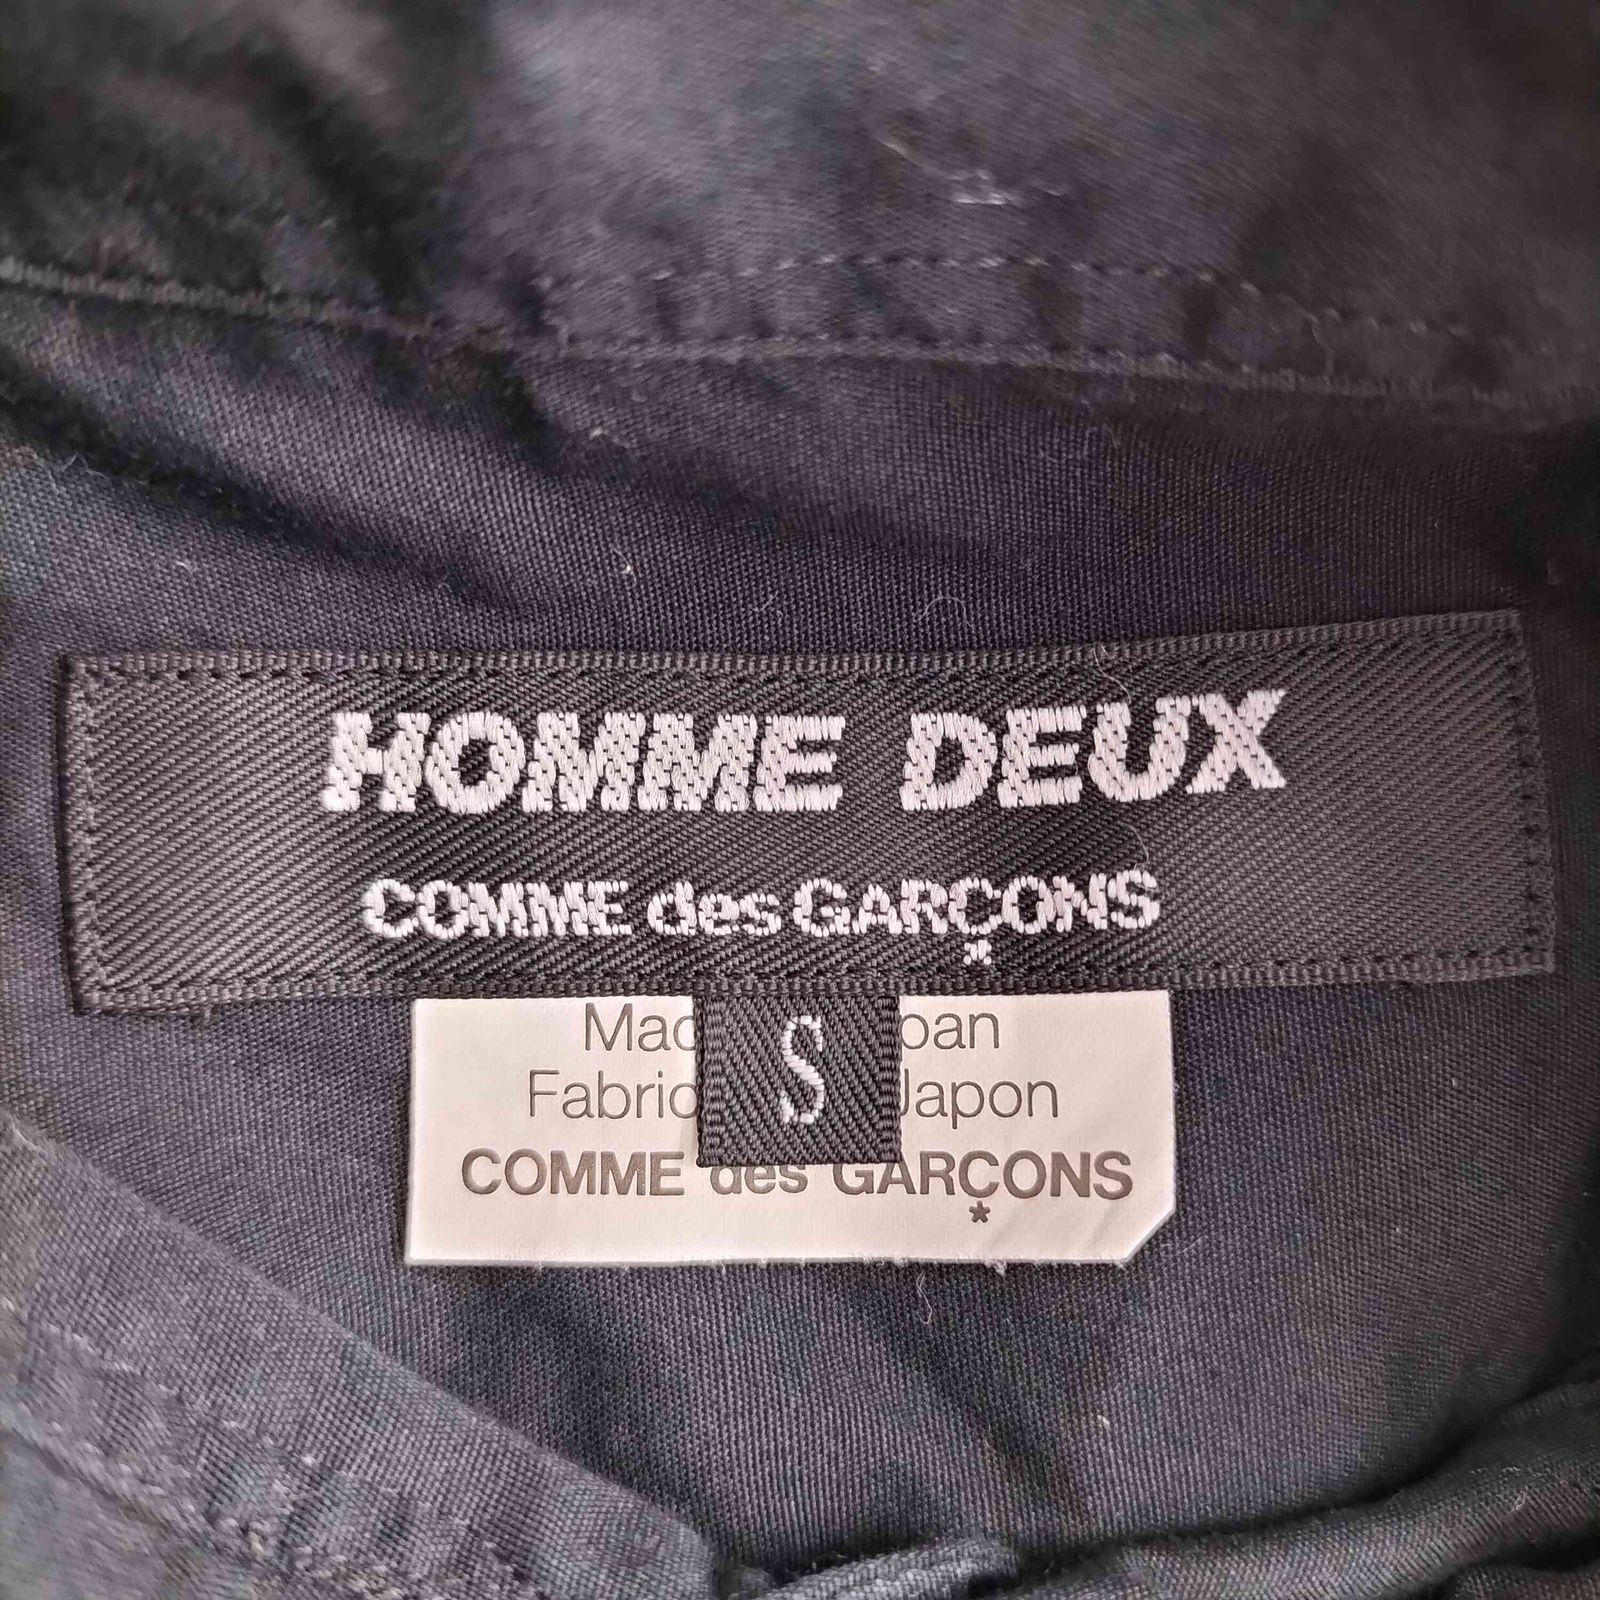 HOMME DEUX
COMME des GARÇONS
*
S
Mac pan
Fabric Japon
COMME des GARÇONS
*